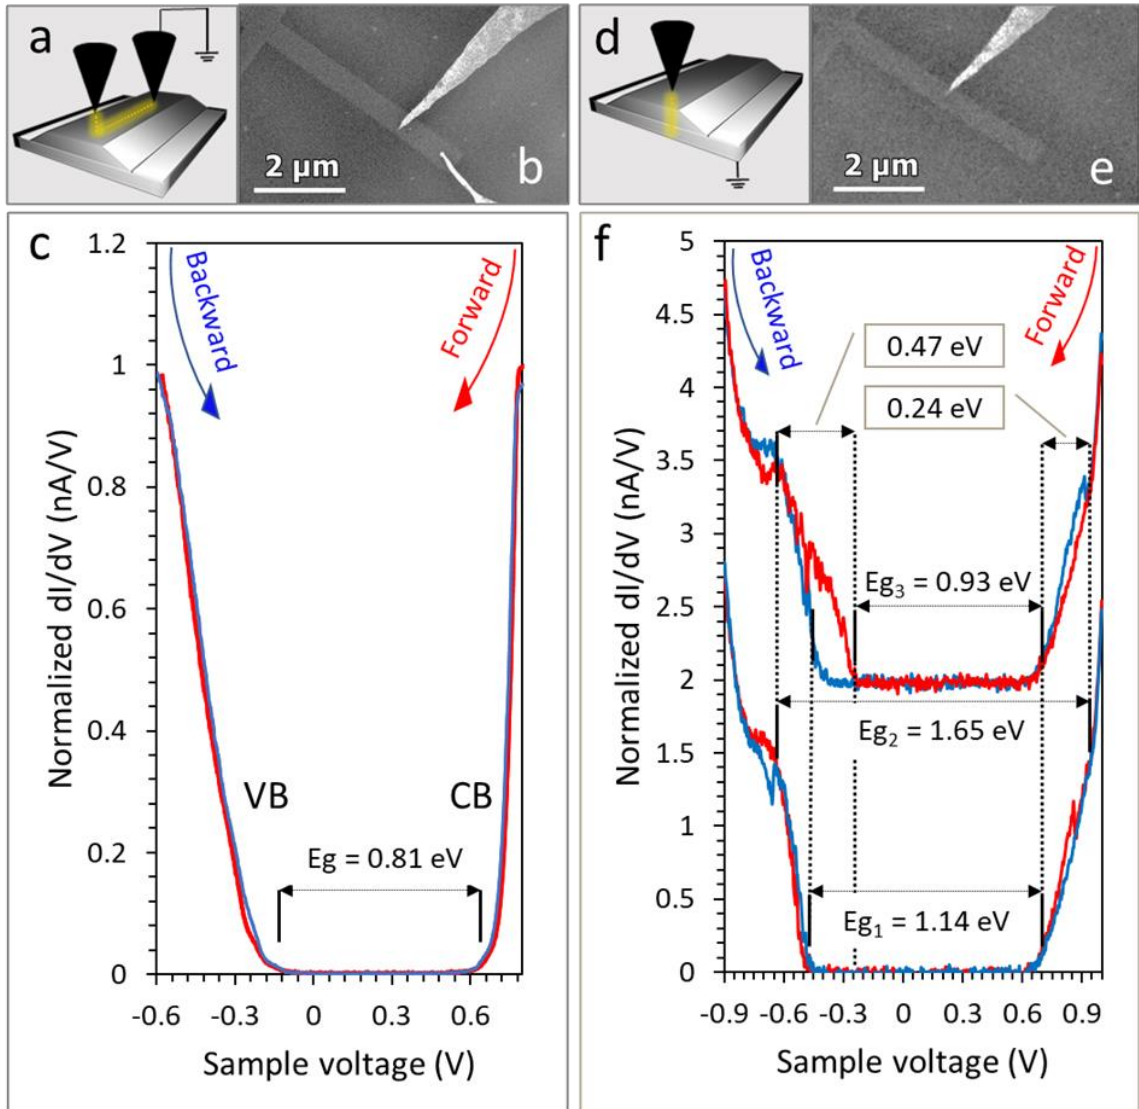 a
2 µm
b
d
2 µm
e
c
Backward
Forward
Normalized dI/dV (nA/V)
1.2
1
0.8
0.6
0.4
0.2
0
VB
CB
Eg = 0.81 eV
-0.6
-0.3
0
0.3
0.6
Sample voltage (V)
f
Backward
Forward
Normalized dI/dV (nA/V)
5
4.5
4
3.5
3
2.5
2
1.5
1
0.5
0
0.47 eV
0.24 eV
Eg₃ = 0.93 eV
Eg₂ = 1.65 eV
Eg₁ = 1.14 eV
-0.9
-0.6
-0.3
0
0.3
0.6
0.9
Sample voltage (V)